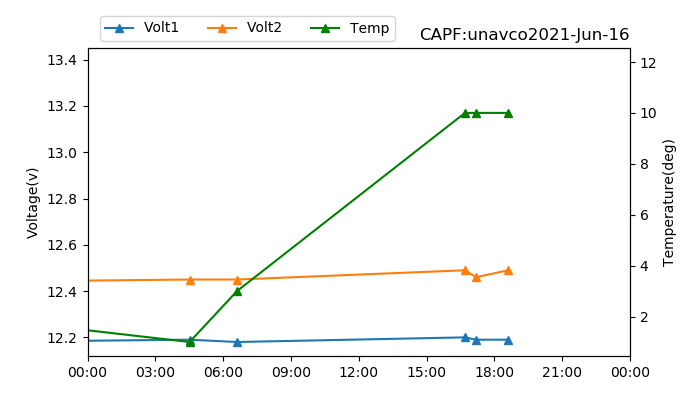 Volt1 Volt2 Temp
CAPF:unavco2021-Jun-16
13.4
13.2
13.0
12.8
12.6
12.4
12.2
Voltage(v)
12
10
8
6
4
2
Temperature(deg)
00:00 03:00 06:00 09:00 12:00 15:00 18:00 21:00 00:00